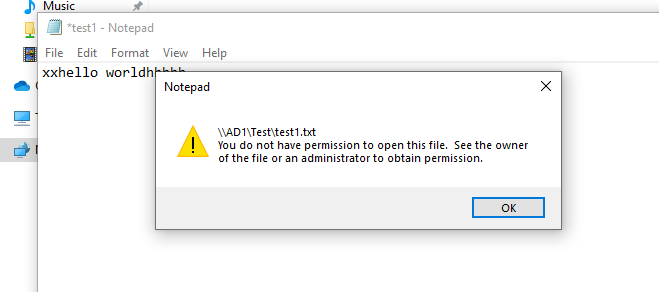 Music
*test1 - Notepad
File Edit Format View Help
xxhello worldhhhhh
Notepad
\\AD1\Test\test1.txt
You do not have permission to open this file. See the owner
of the file or an administrator to obtain permission.
OK